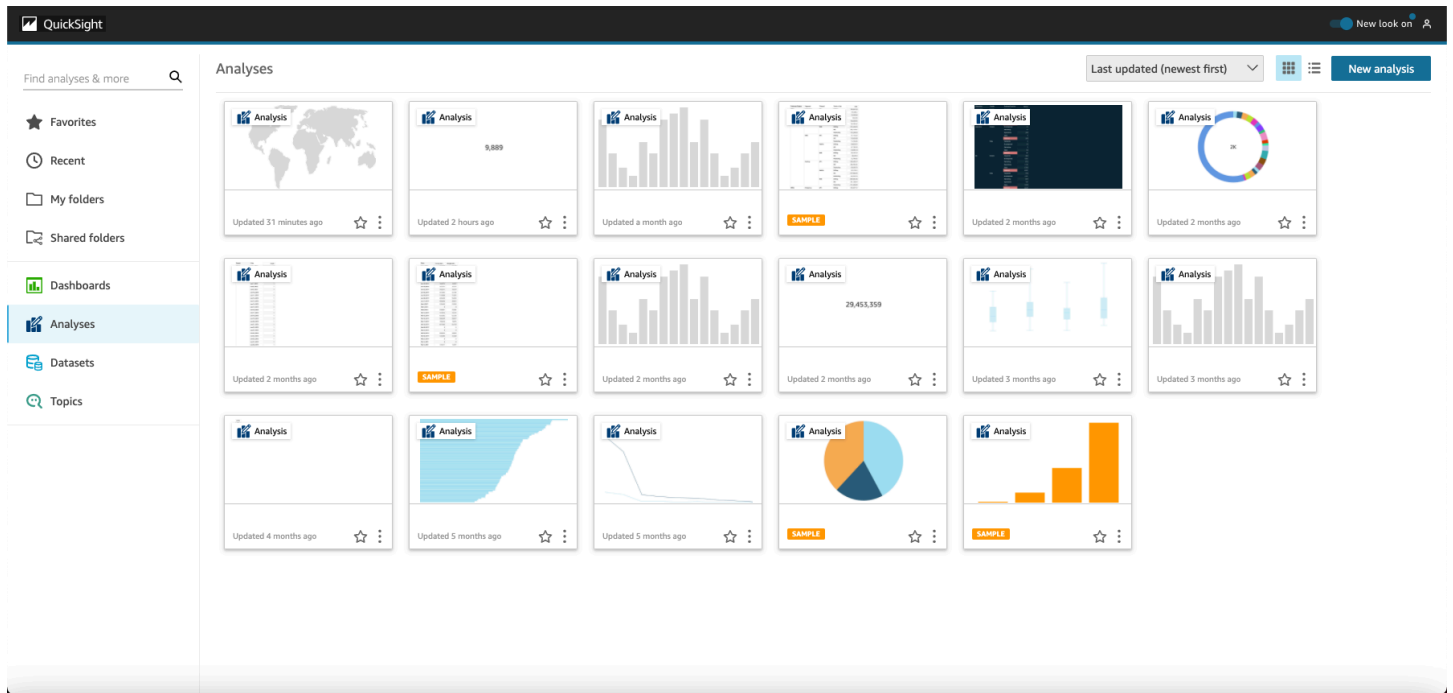 QuickSight
New look on
Find analyses & more
Favorites
Recent
My folders
Shared folders
Dashboards
Analyses
Datasets
Topics
Analyses
Last updated (newest first)
New analysis
Analysis
Updated 31 minutes ago
Analysis
9,889
Updated 2 hours ago
Analysis
Updated a month ago
Analysis
SAMPLE
Analysis
Updated 2 months ago
Analysis
2K
Updated 2 months ago
Analysis
Updated 2 months ago
Analysis
SAMPLE
Analysis
Updated 2 months ago
Analysis
29,453,359
Updated 2 months ago
Analysis
Updated 3 months ago
Analysis
Updated 3 months ago
Analysis
Updated 4 months ago
Analysis
Updated 5 months ago
Analysis
Updated 5 months ago
Analysis
SAMPLE
Analysis
SAMPLE